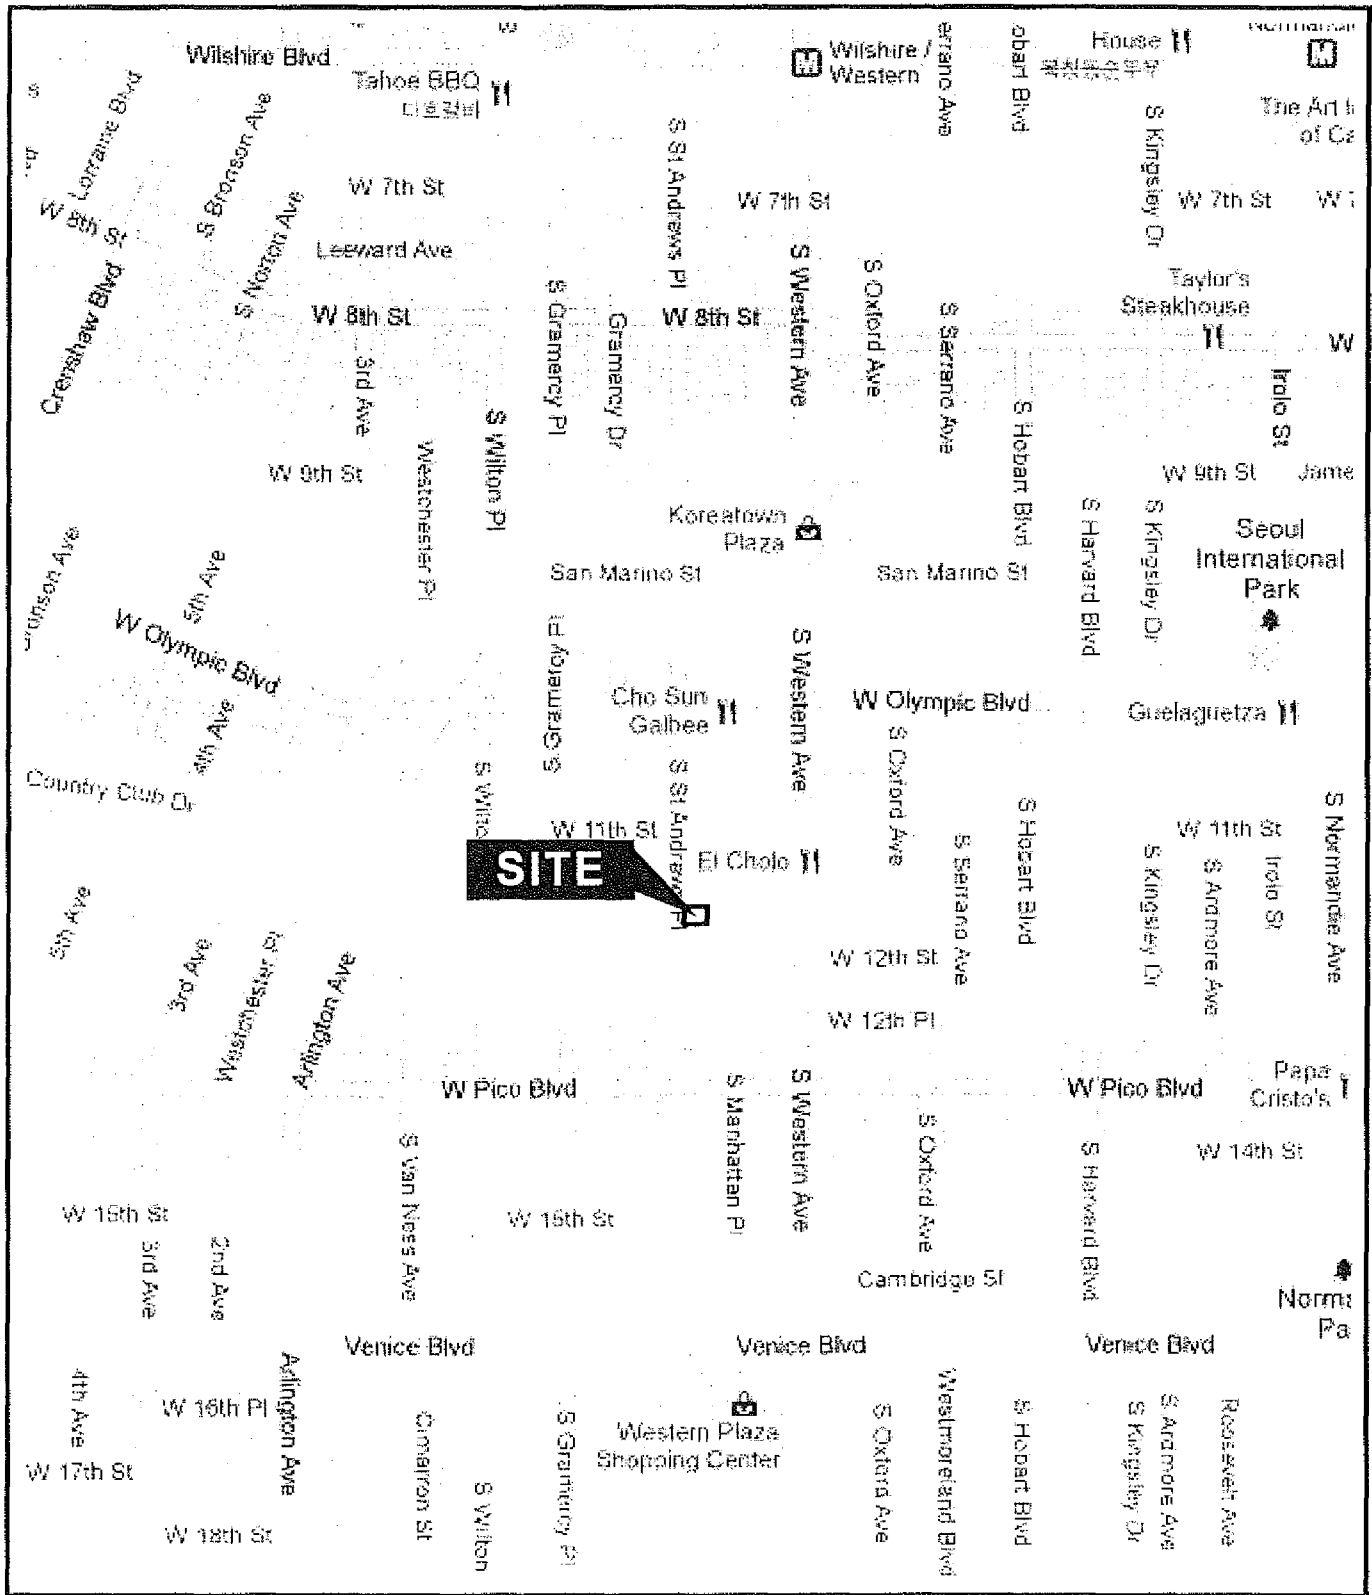 Wilshire Blvd
Tahoe BBQ
Wilshire /
Western
House
Lorraine Blvd
S Bronson Ave
W 8th St
S Norton Ave
W 7th St
S St Andrews Pl
W 7th St
S Kingsley Dr
W 7th St
The Art
Leeward Ave
Crenshaw Blvd
W 8th St
S Gramercy Pl
Gramercy Dr
W 8th St
S Western Ave
S Oxford Ave
S Serrano Ave
Taylor's
Steakhouse
W
3rd Ave
Irolo St
S Wilton Pl
S Hobart Blvd
Westchester Pl
W 9th St
W 9th St
Jame
Koreatown
Plaza
S Harvard Blvd
S Kingsley Dr
Seoul
International
Park
San Marino St
San Marino St
5th Ave
W Olympic Blvd
S Gramercy Pl
S Western Ave
Cho Sun
Galbee
W Olympic Blvd
Guelaguetza
4th Ave
S Oxford Ave
Country Club Dr
S St Andrews Pl
W 11th St
S Hobart Blvd
W 11th St
S Normandie Ave
El Cholo
SITE
S Serrano Ave
S Kingsley Dr
S Ardmore Ave
Irolo St
5th Ave
3rd Ave
Westchester Pl
Arlington Ave
W 12th St
W 12th Pl
W Pico Blvd
S Manhattan Pl
S Western Ave
W Pico Blvd
Papa
Cristo's
S Van Ness Ave
S Oxford Ave
S Harvard Blvd
W 14th St
W 15th St
W 15th St
3rd Ave
2nd Ave
Cambridge St
Norm
Pa
Venice Blvd
Venice Blvd
Venice Blvd
4th Ave
W 16th Pl
Arlington Ave
Cimarron St
S Gramercy Pl
Western Plaza
Shopping Center
S Oxford Ave
Westmoreland Blvd
S Hobart Blvd
S Kingsley Dr
S Ardmore Ave
Roosevelt Ave
W 17th St
S Wilton
W 18th St